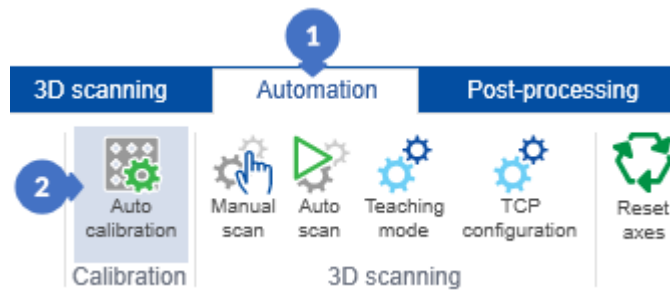 1
3D scanning Automation Post-processing
2
Auto calibration
Manual scan
Auto scan
Teaching mode
TCP configuration
Reset axes
Calibration 3D scanning